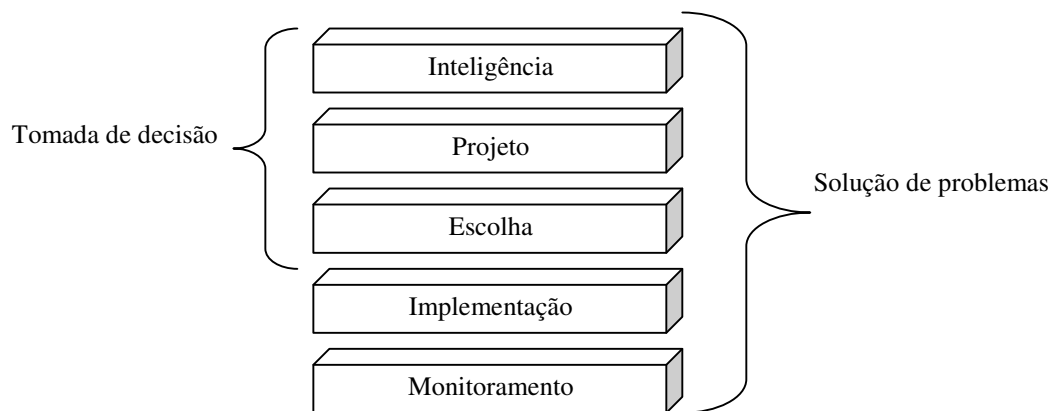 Inteligência
Tomada de decisão
Projeto
Solução de problemas
Escolha
Implementação
Monitoramento